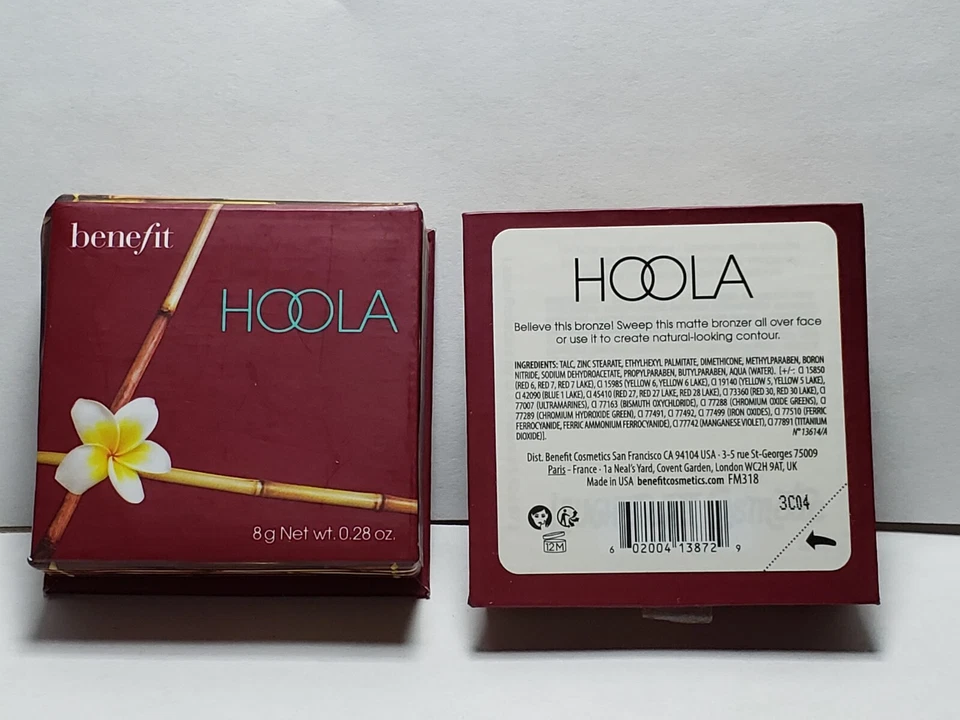 benefit
HOOLA
8g Net wt. 0.28 oz.
HOOLA
Believe this bronze! Sweep this matte bronzer all over face
or use it to create natural-looking contour.
INGREDIENTS: TALC, ZINC STEARATE, ETHYLHEXYL PALMITATE, DIMETHICONE, METHYLPARABEN, BORON
NITRIDE, SODIUM DEHYDROACETATE, PROPYLPARABEN, BUTYLPARABEN, AQUA (WATER). [+/-: CI 15850
(RED 6, RED 7, RED 7 LAKE), CI 15985 (YELLOW 6, YELLOW 6 LAKE), CI 19140 (YELLOW 5, YELLOW 5 LAKE),
CI 42090 (BLUE 1 LAKE), CI 45410 (RED 27, RED 27 LAKE, RED 28 LAKE), CI 73360 (RED 30, RED 30 LAKE), CI
77007 (ULTRAMARINES), CI 77163 (BISMUTH OXYCHLORIDE), CI 77288 (CHROMIUM OXIDE GREENS), CI
77289 (CHROMIUM HYDROXIDE GREEN), CI 77491, CI 77492, CI 77499 (IRON OXIDES), CI 77510 (FERRIC
FERROCYANIDE, FERRIC AMMONIUM FERROCYANIDE), CI 77742 (MANGANESE VIOLET), CI 77891 (TITANIUM
DIOXIDE)].
N° 13614/A
Dist. Benefit Cosmetics San Francisco CA 94104 USA · 3-5 rue St-Georges 75009
Paris - France · 1a Neal's Yard, Covent Garden, London WC2H 9AT, UK
Made in USA benefitcosmetics.com FM318
3C04
12M
6 02004 13872 9